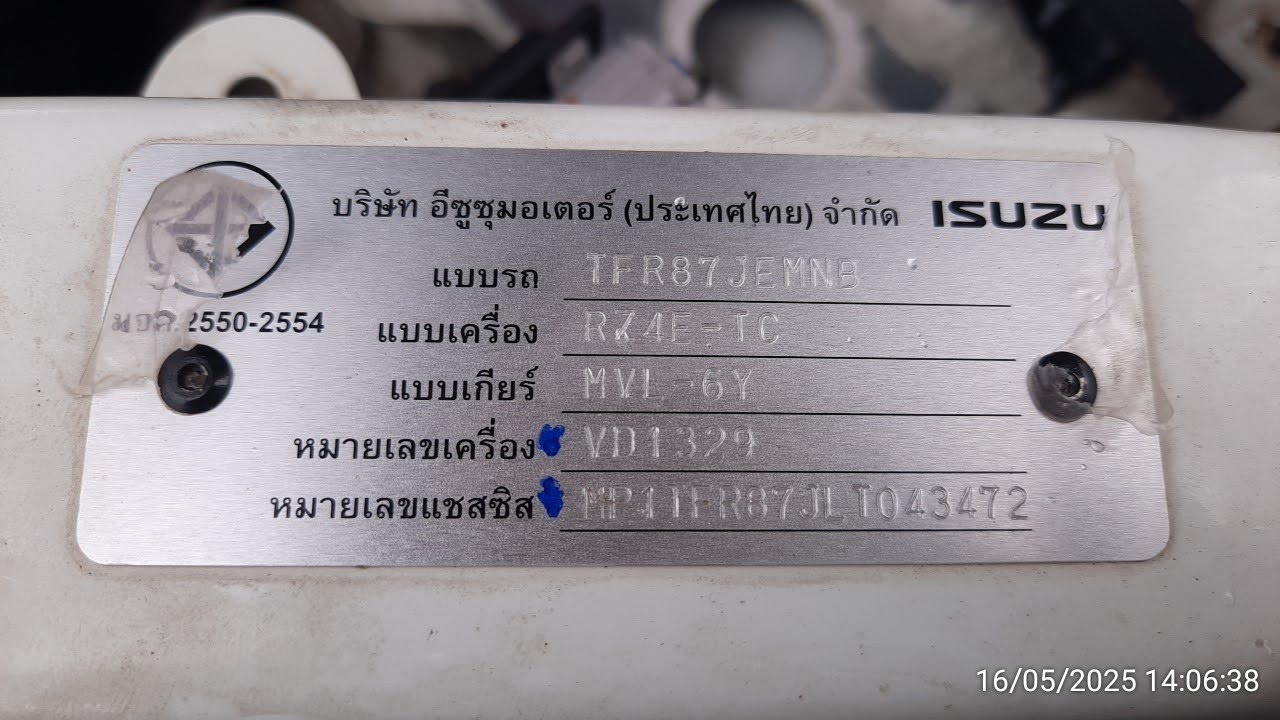 บริษัท อีซูซุมอเตอร์ (ประเทศไทย) จำกัด ISUZU
มอก. 2550-2554
แบบรถ TFR87JEMNB
แบบเครื่อง RZ4E-TC
แบบเกียร์ MVL-6Y
หมายเลขเครื่อง VD1329
หมายเลขแชสซิส MP1TFR87JLT043472
16/05/2025 14:06:38